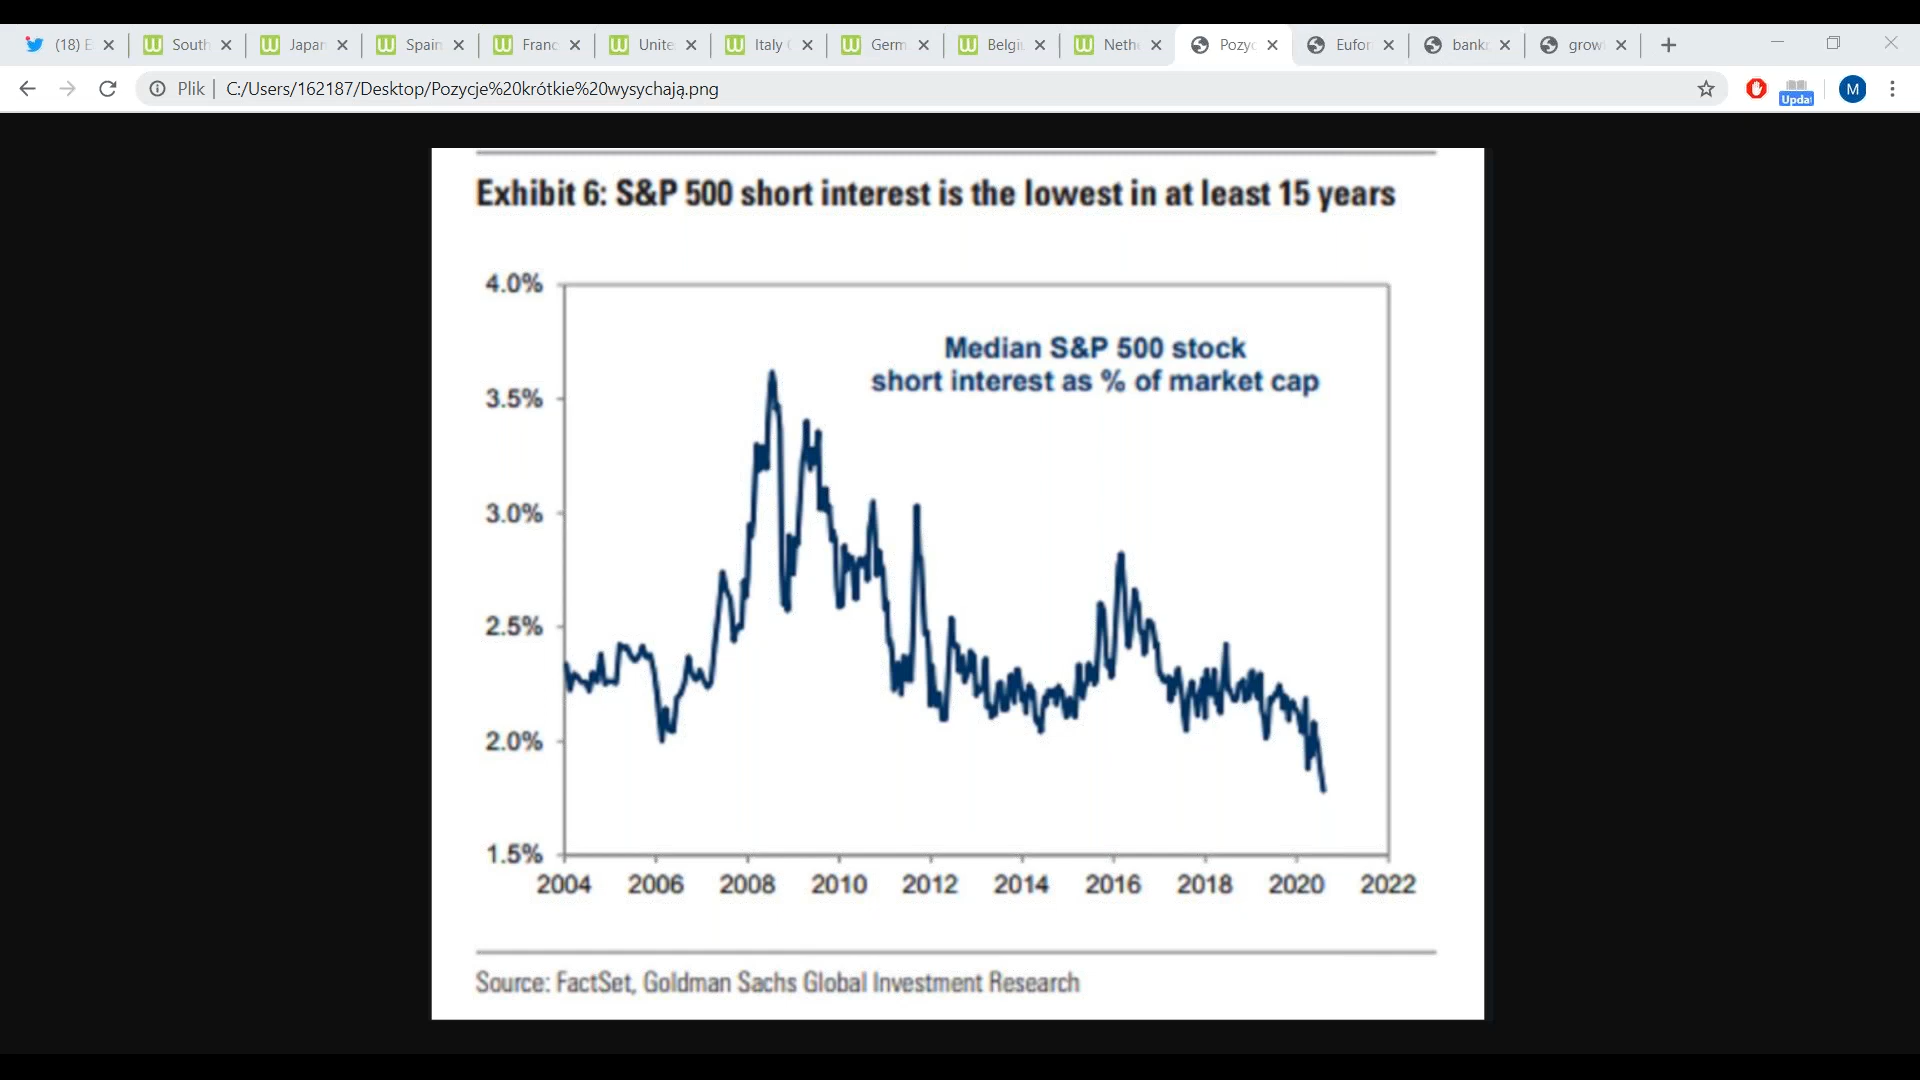 (18) E
South
Japan
Spain
Franc
Unite
Italy
Germ
Belgi
Neth
Pozyc
Eufor
bankr
grow
Plik
C:/Users/162187/Desktop/Pozycje%20krótkie%20wysychają.png
Upda
M
Exhibit 6: S&P 500 short interest is the lowest in at least 15 years
4.0%
Median S&P 500 stock
short interest as % of market cap
3.5%
3.0%
2.5%
2.0%
1.5%
2004 2006 2008 2010 2012 2014 2016 2018 2020 2022
Source: FactSet, Goldman Sachs Global Investment Research